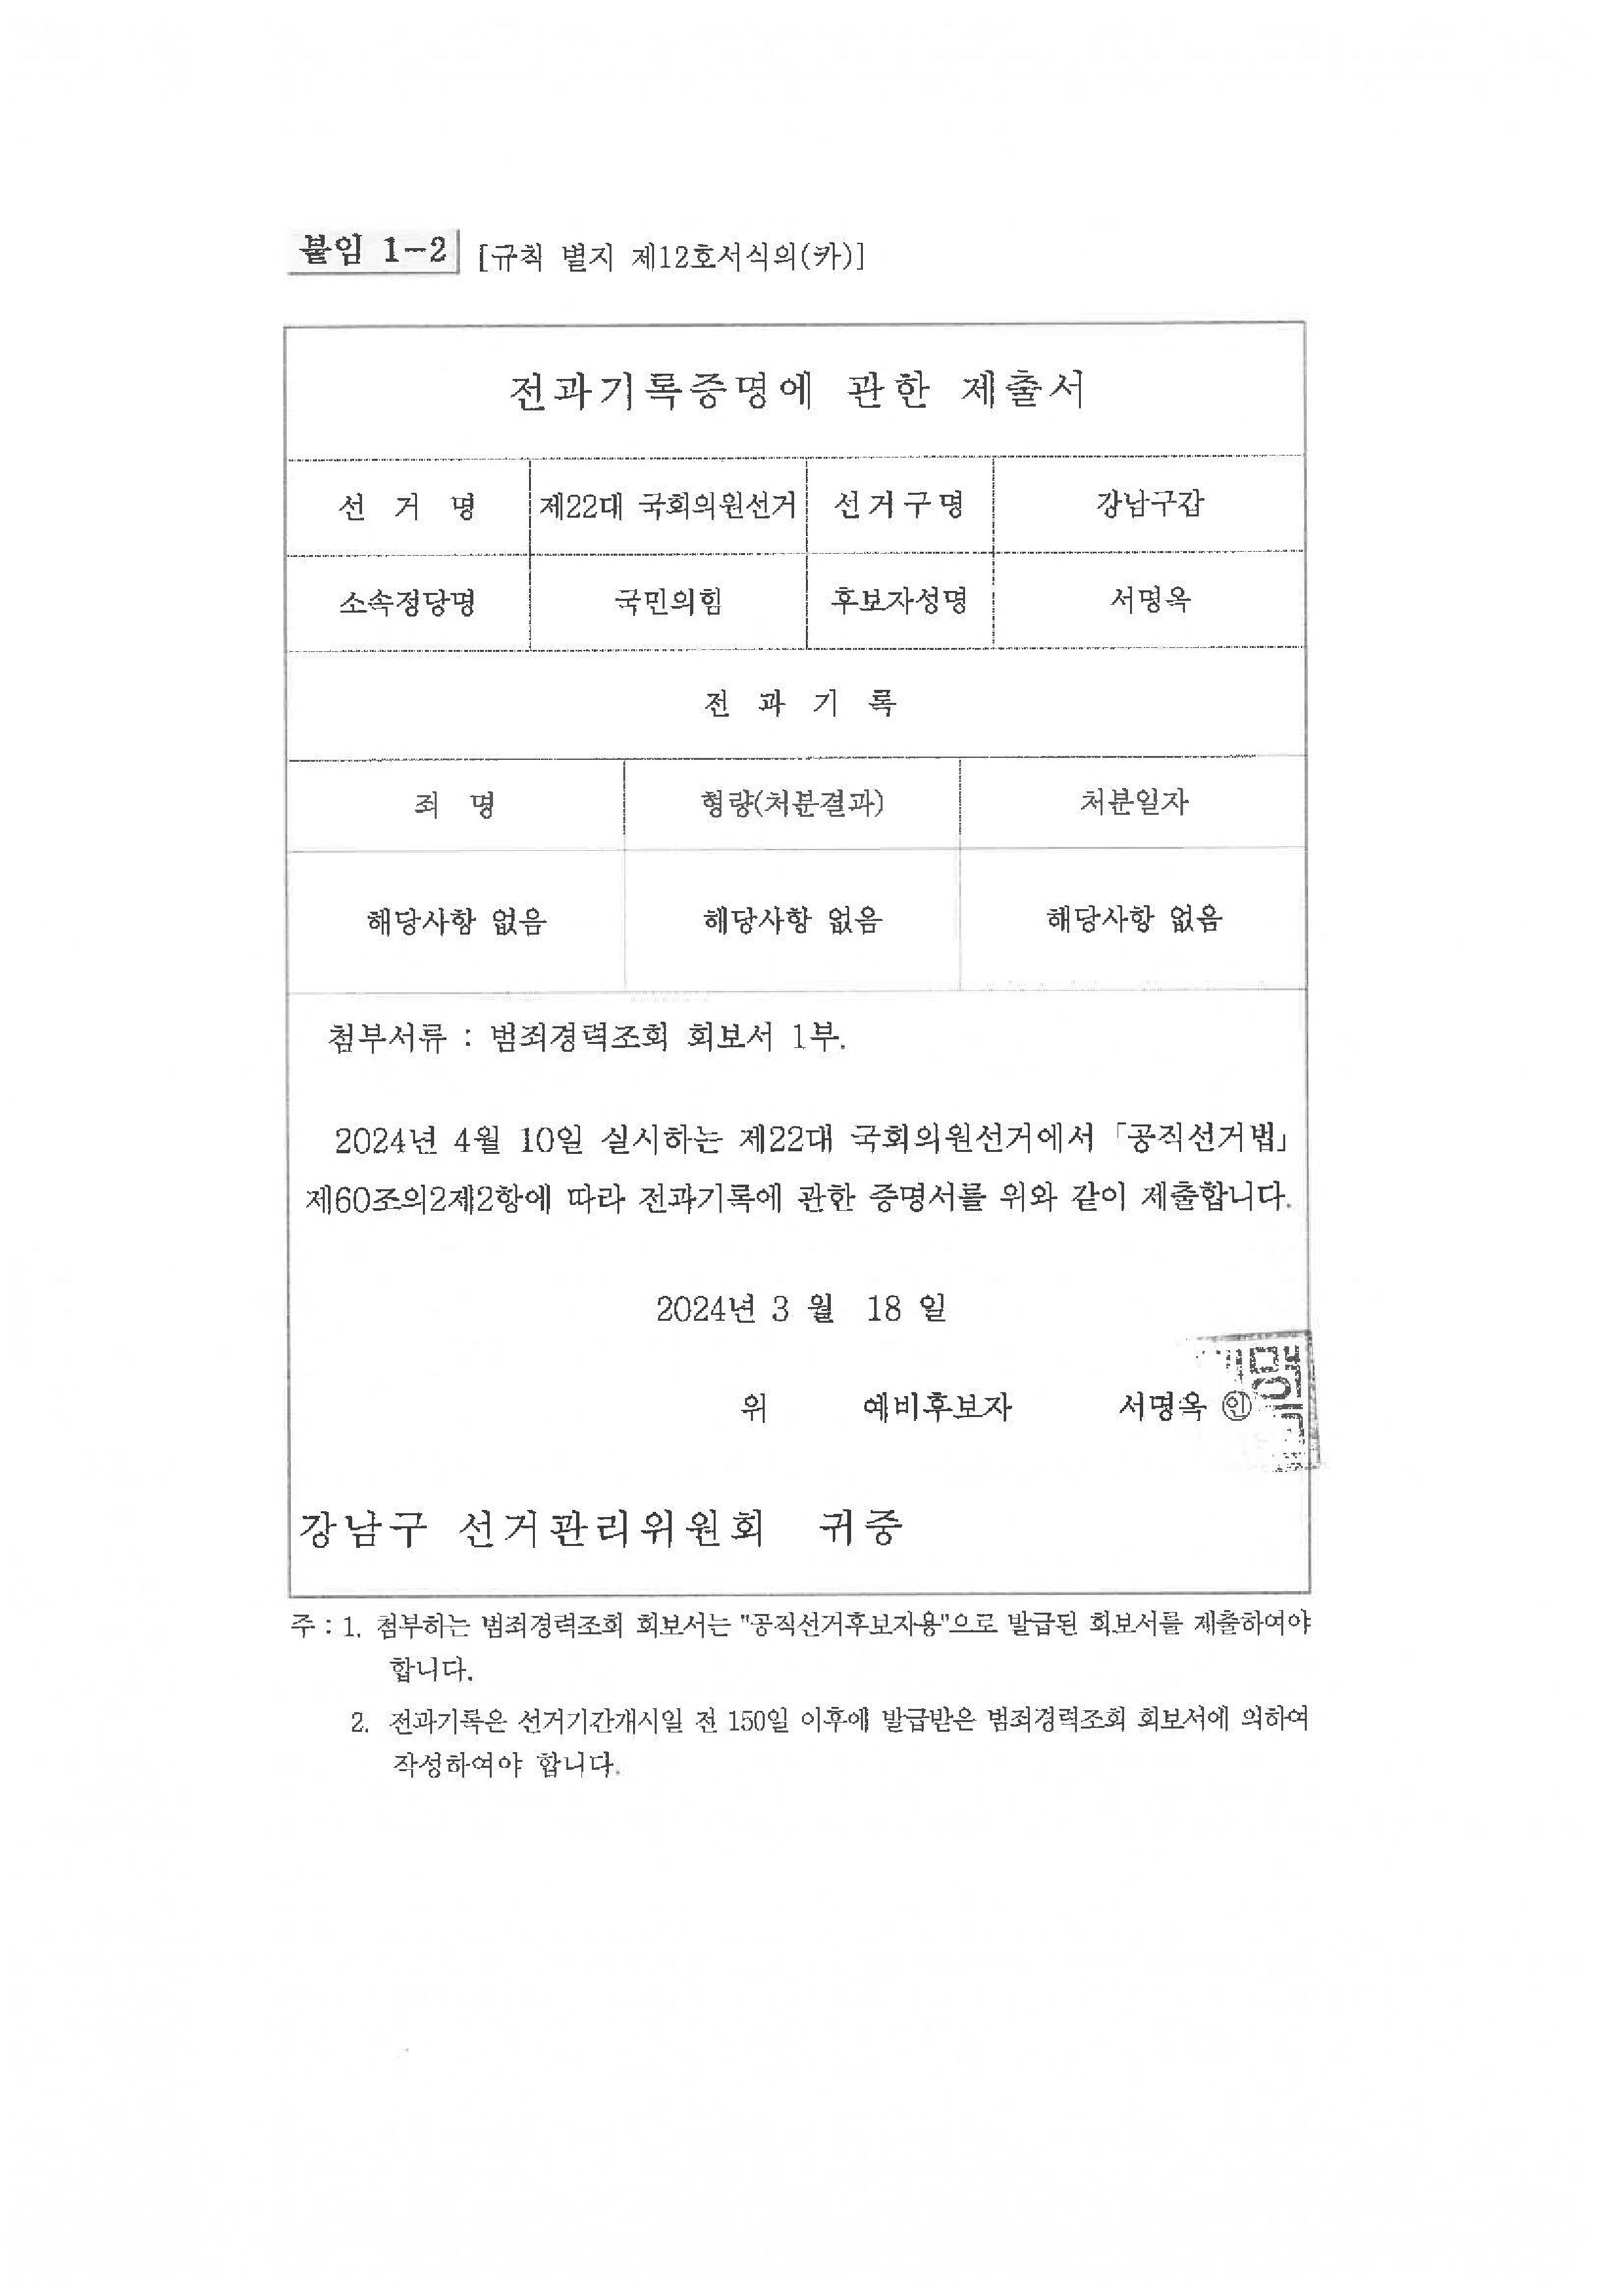 붙임 1-2 [규칙 별지 제12호서식의(카)]
전과기록증명에 관한 제출서
선 거 명 제22대 국회의원선거 선거구명 강남구갑
소속정당명 국민의힘 후보자성명 서명옥
전 과 기 록
죄 명 형량(처분결과) 처분일자
해당사항 없음 해당사항 없음 해당사항 없음
첨부서류 : 범죄경력조회 회보서 1부.
2024년 4월 10일 실시하는 제22대 국회의원선거에서 「공직선거법」
제60조의2제2항에 따라 전과기록에 관한 증명서를 위와 같이 제출합니다.
2024년 3 월 18 일
위 예비후보자 서명옥 ㊞
강남구 선거관리위원회 귀중
주 : 1. 첨부하는 범죄경력조회 회보서는 "공직선거후보자용"으로 발급된 회보서를 제출하여야
합니다.
2. 전과기록은 선거기간개시일 전 150일 이후에 발급받은 범죄경력조회 회보서에 의하여
작성하여야 합니다.